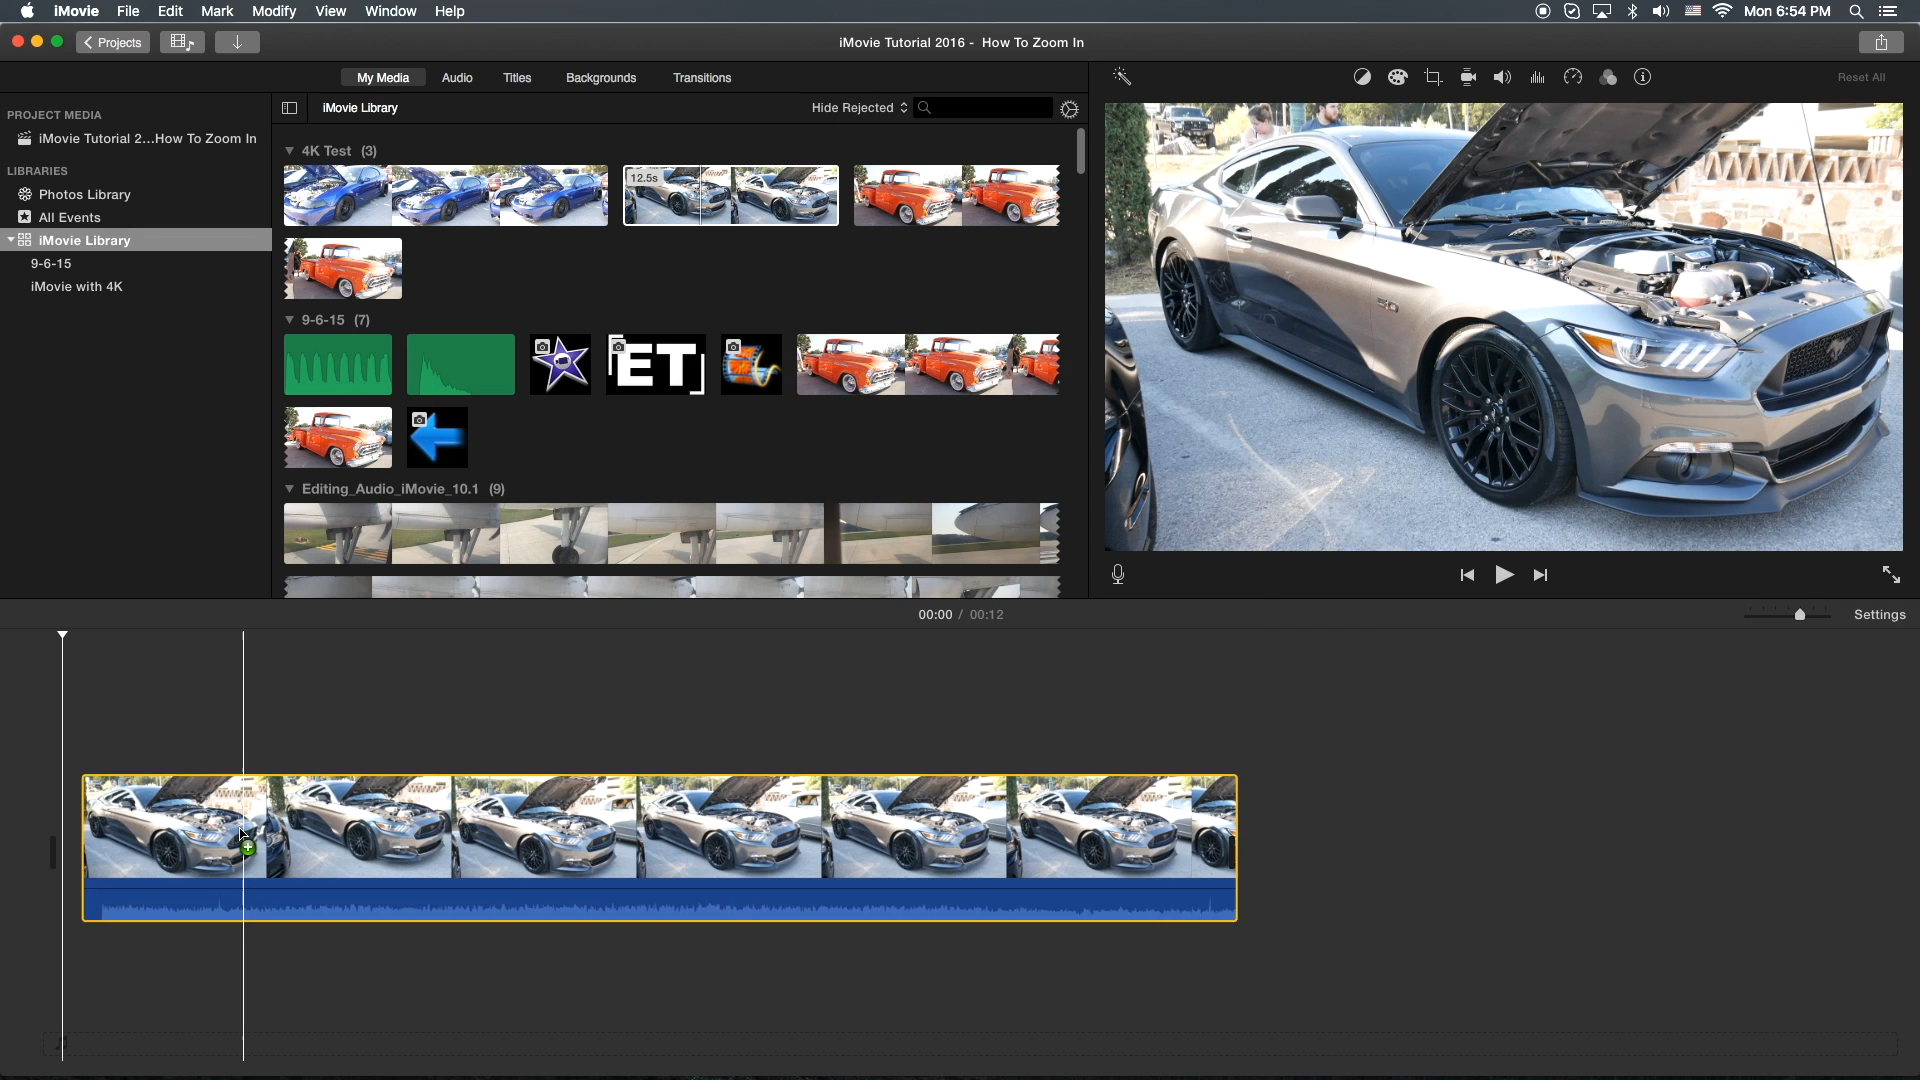 iMovie File Edit Mark Modify View Window Help Mon 6:54 PM
Projects iMovie Tutorial 2016 - How To Zoom In
My Media Audio Titles Backgrounds Transitions Reset All
iMovie Library Hide Rejected
PROJECT MEDIA
iMovie Tutorial 2...How To Zoom In
LIBRARIES
Photos Library
All Events
iMovie Library
9-6-15
iMovie with 4K
4K Test (3)
12.5s
9-6-15 (7)
ET
Editing_Audio_iMovie_10.1 (9)
00:00 / 00:12 Settings